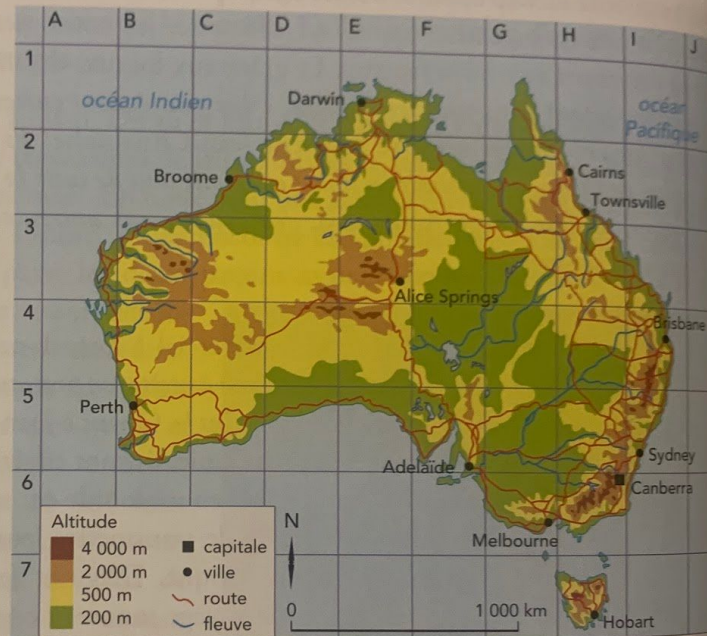 A B C D E F G H I J
1
océan Indien
Darwin
océan
Pacifique
2
Broome
Cairns
Townsville
3
Alice Springs
4
Brisbane
5
Perth
Sydney
Adelaïde
6
Canberra
Melbourne
Altitude
4 000 m
2 000 m
500 m
200 m
capitale
ville
route
fleuve
N
0 1 000 km
7
Hobart